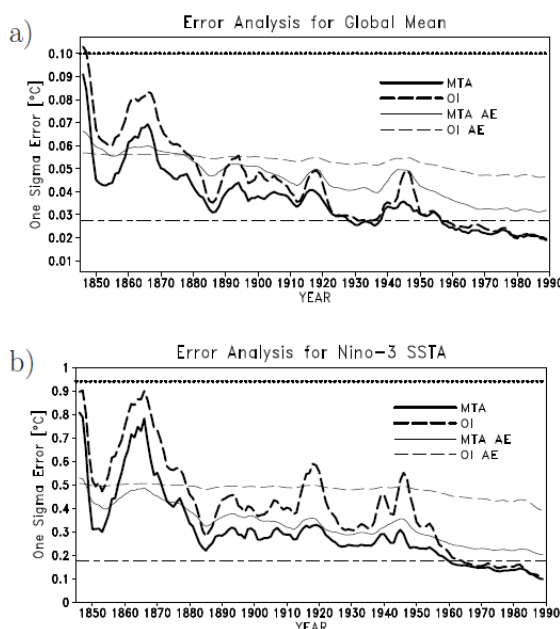 a)
Error Analysis for Global Mean
One Sigma Error [°C]
0.10
0.09
0.08
0.07
0.06
0.05
0.04
0.03
0.02
0.01
MTA
OI
MTA AE
OI AE
1850 1860 1870 1880 1890 1900 1910 1920 1930 1940 1950 1960 1970 1980 1990
YEAR
b)
Error Analysis for Nino-3 SSTA
One Sigma Error [°C]
1
0.9
0.8
0.7
0.6
0.5
0.4
0.3
0.2
0.1
0
MTA
OI
MTA AE
OI AE
1850 1860 1870 1880 1890 1900 1910 1920 1930 1940 1950 1960 1970 1980 1990
YEAR